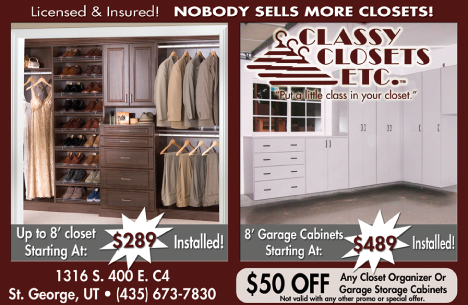 Licensed & Insured! NOBODY SELLS MORE CLOSETS!
CLASSY
CLOSETS
ETC.™
"Put a little class in your closet."
Up to 8' closet
Starting At:
$289
Installed!
8' Garage Cabinets
Starting At:
$489
Installed!
1316 S. 400 E. C4
St. George, UT • (435) 673-7830
$50 OFF
Any Closet Organizer Or
Garage Storage Cabinets
Not valid with any other promo or special offer.